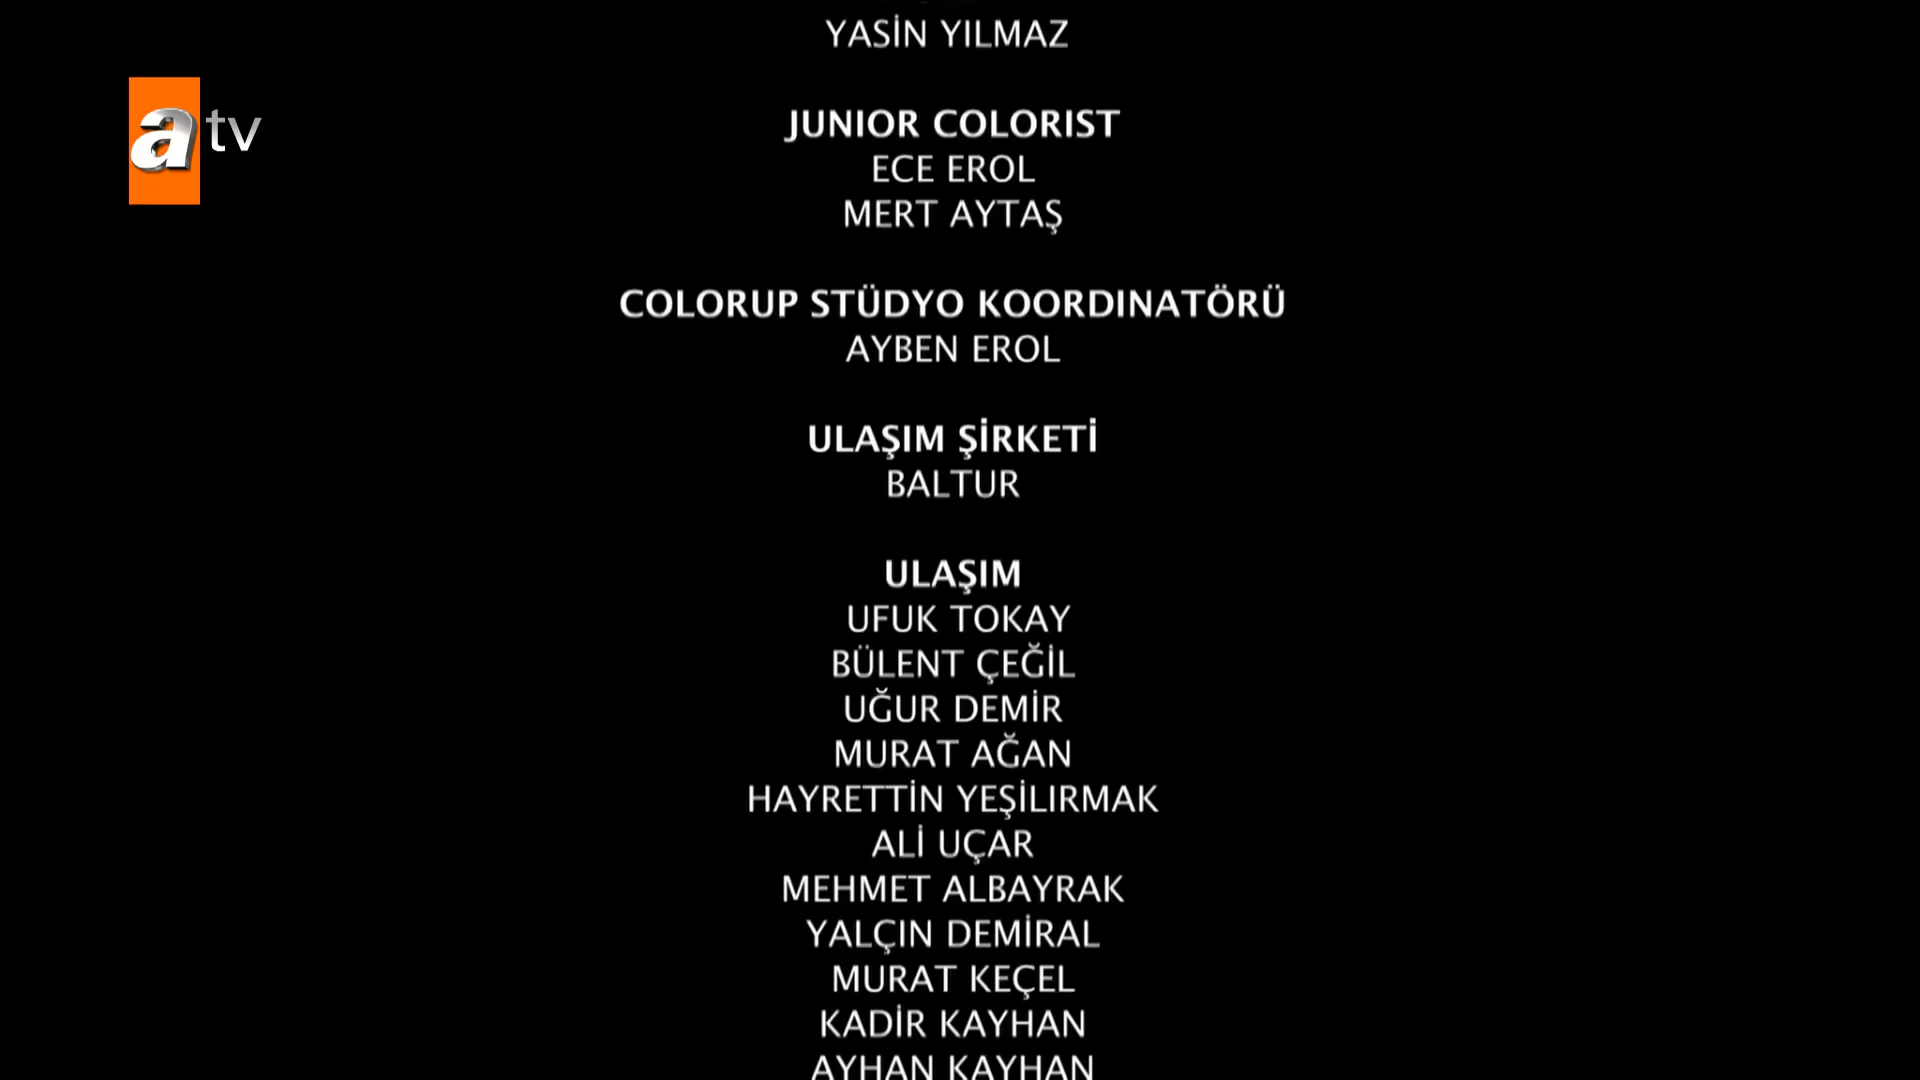 YASİN YILMAZ
atv
JUNIOR COLORIST
ECE EROL
MERT AYTAŞ
COLORUP STÜDYO KOORDINATÖRÜ
AYBEN EROL
ULAŞIM ŞİRKETİ
BALTUR
ULAŞIM
UFUK TOKAY
BÜLENT ÇEĞİL
UĞUR DEMİR
MURAT AĞAN
HAYRETTİN YEŞİLIRMAK
ALİ UÇAR
MEHMET ALBAYRAK
YALÇIN DEMİRAL
MURAT KEÇEL
KADİR KAYHAN
AYHAN KAYHAN